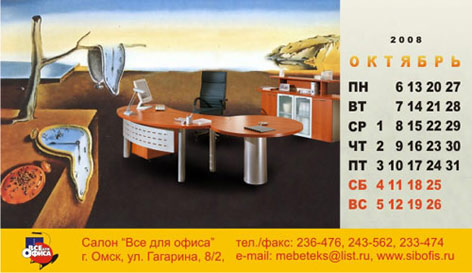 2008
ОКТЯБРЬ
ПН 6 13 20 27
ВТ 7 14 21 28
СР 1 8 15 22 29
ЧТ 2 9 16 23 30
ПТ 3 10 17 24 31
СБ 4 11 18 25
ВС 5 12 19 26
ВСЕ ДЛЯ
ОФИСА
Салон "Все для офиса"
г. Омск, ул. Гагарина, 8/2,
тел./факс: 236-476, 243-562, 233-474
e-mail: mebeteks@list.ru, www.sibofis.ru